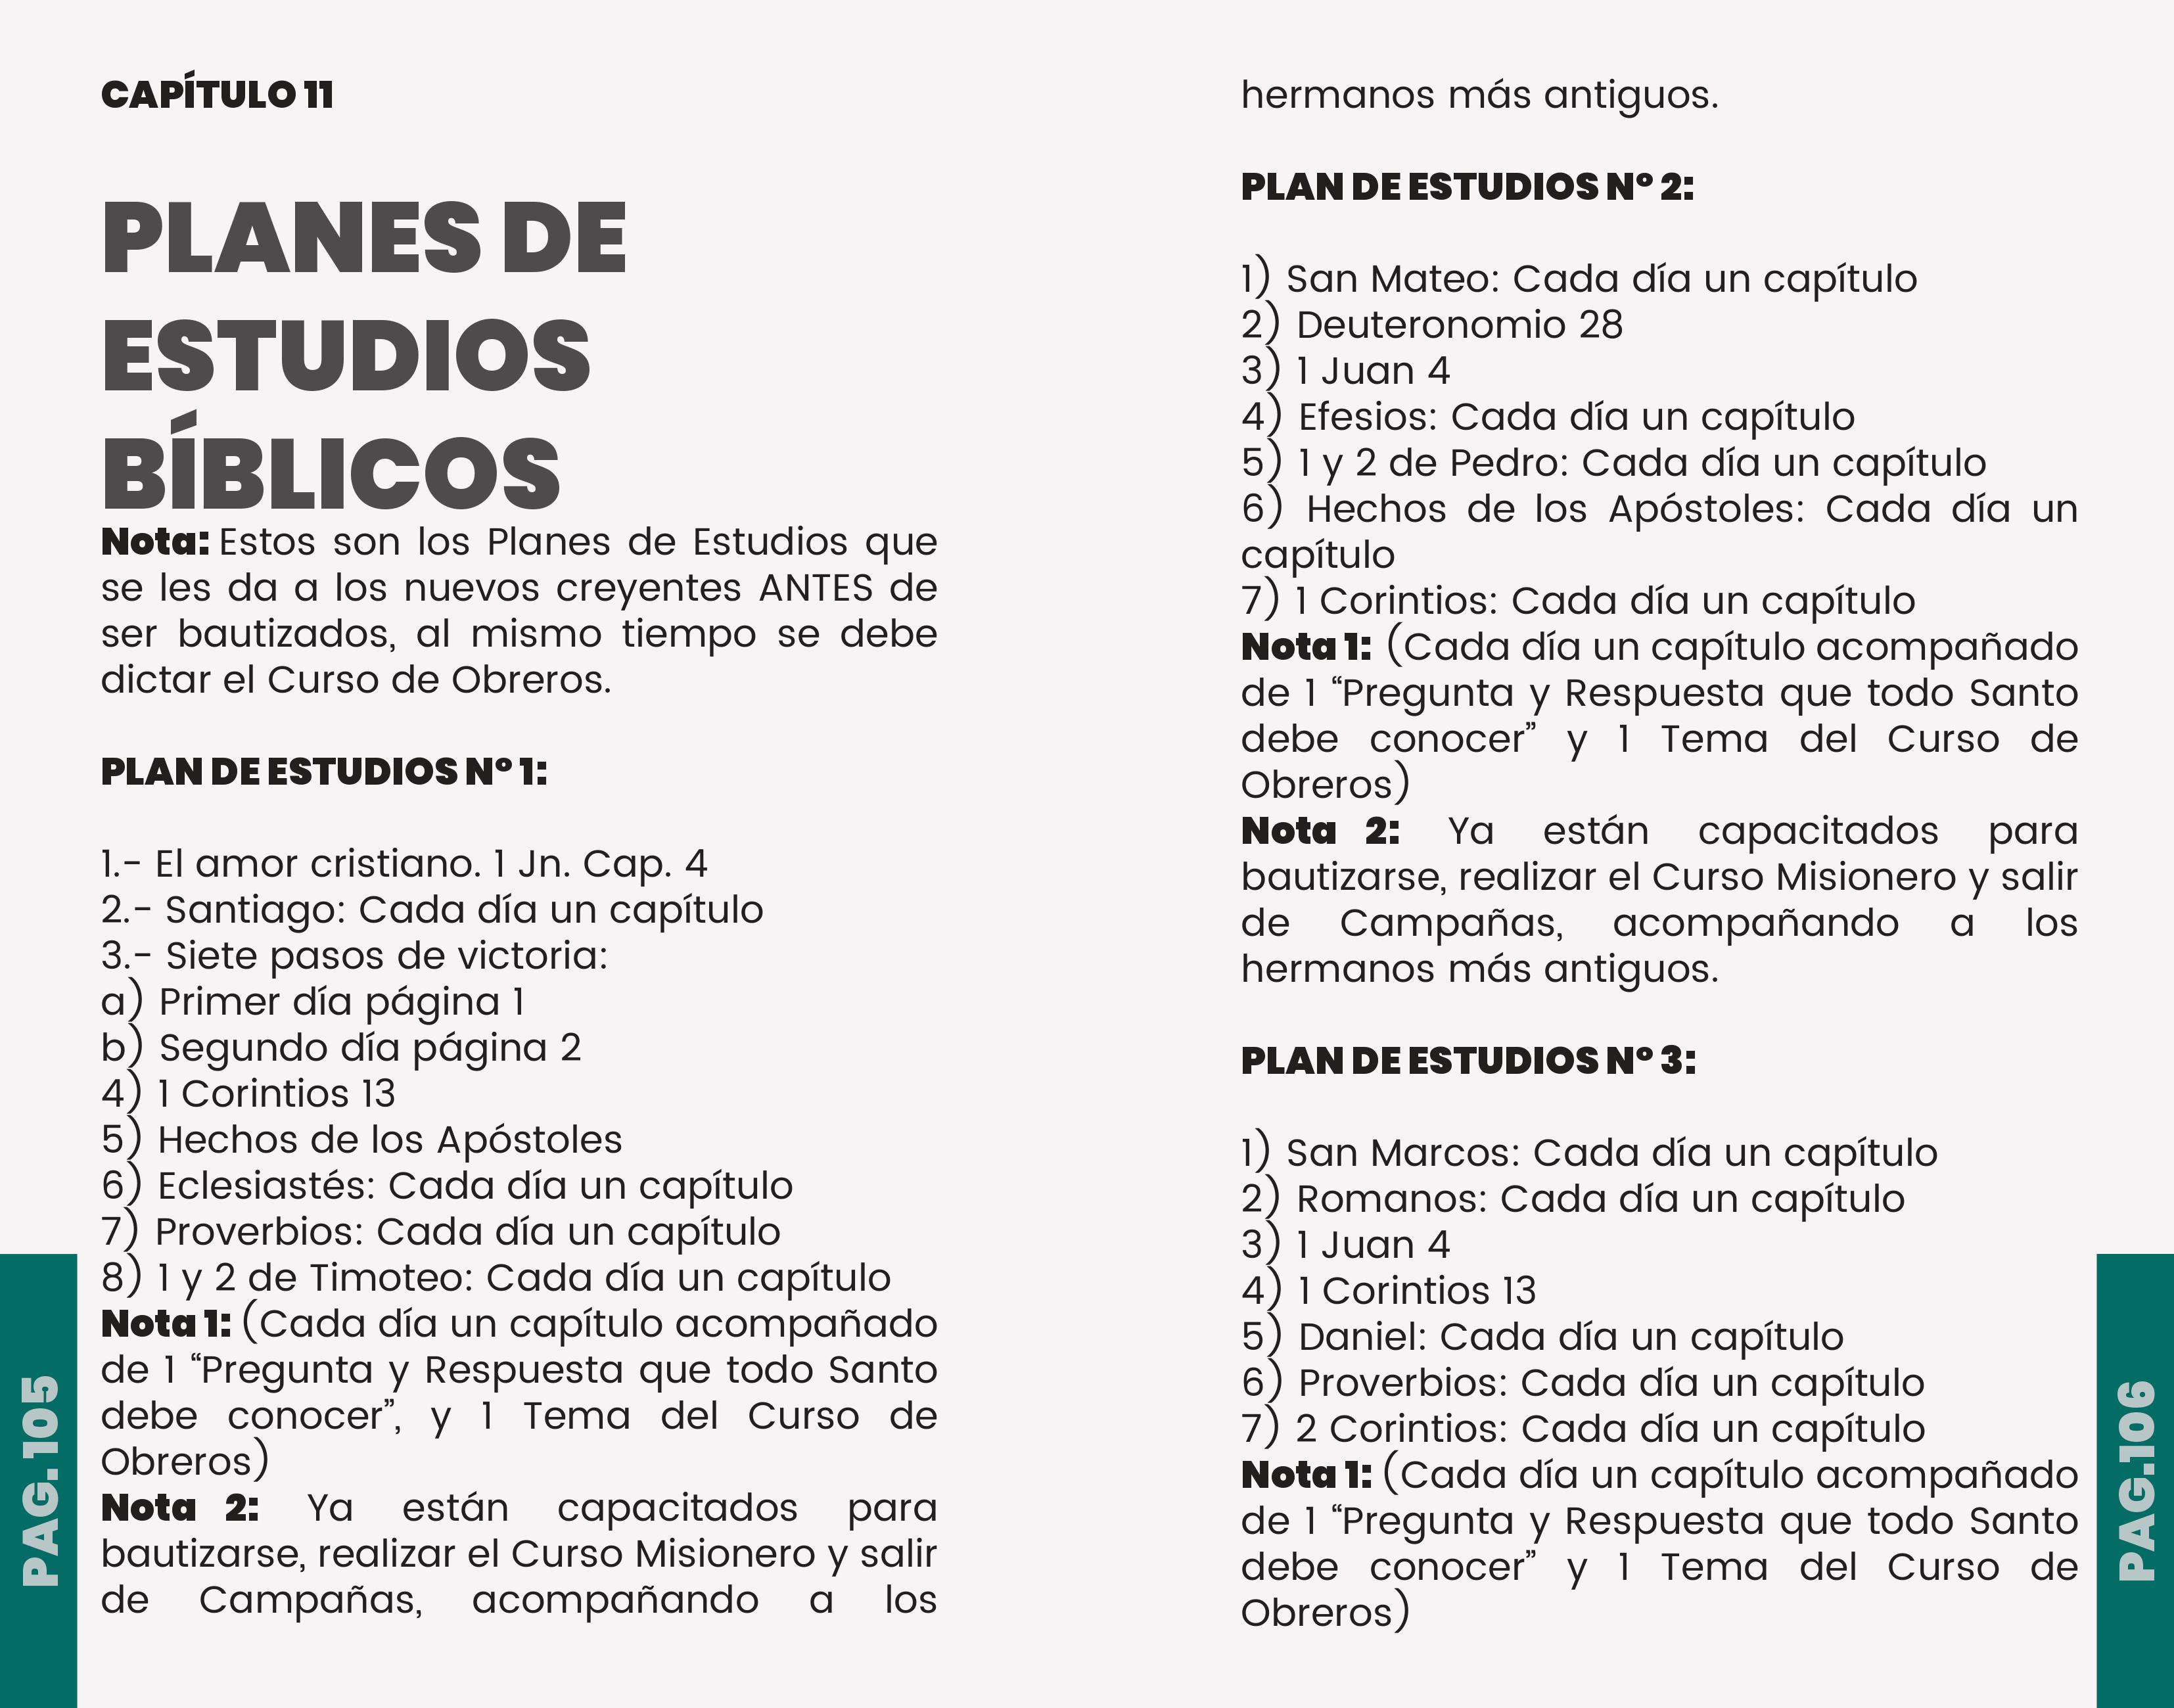 CAPÍTULO 11
PLANES DE
ESTUDIOS
BÍBLICOS
Nota: Estos son los Planes de Estudios que
se les da a los nuevos creyentes ANTES de
ser bautizados, al mismo tiempo se debe
dictar el Curso de Obreros.
PLAN DE ESTUDIOS Nº 1:
1.- El amor cristiano. 1 Jn. Cap. 4
2.- Santiago: Cada día un capítulo
3.- Siete pasos de victoria:
a) Primer día página 1
b) Segundo día página 2
4) 1 Corintios 13
5) Hechos de los Apóstoles
6) Eclesiastés: Cada día un capítulo
7) Proverbios: Cada día un capítulo
8) 1 y 2 de Timoteo: Cada día un capítulo
Nota 1: (Cada día un capítulo acompañado
de 1 “Pregunta y Respuesta que todo Santo
debe conocer”, y 1 Tema del Curso de
Obreros)
Nota 2: Ya están capacitados para
bautizarse, realizar el Curso Misionero y salir
de Campañas, acompañando a los
PAG. 105
hermanos más antiguos.
PLAN DE ESTUDIOS Nº 2:
1) San Mateo: Cada día un capítulo
2) Deuteronomio 28
3) 1 Juan 4
4) Efesios: Cada día un capítulo
5) 1 y 2 de Pedro: Cada día un capítulo
6) Hechos de los Apóstoles: Cada día un
capítulo
7) 1 Corintios: Cada día un capítulo
Nota 1: (Cada día un capítulo acompañado
de 1 “Pregunta y Respuesta que todo Santo
debe conocer” y 1 Tema del Curso de
Obreros)
Nota 2: Ya están capacitados para
bautizarse, realizar el Curso Misionero y salir
de Campañas, acompañando a los
hermanos más antiguos.
PLAN DE ESTUDIOS Nº 3:
1) San Marcos: Cada día un capítulo
2) Romanos: Cada día un capítulo
3) 1 Juan 4
4) 1 Corintios 13
5) Daniel: Cada día un capítulo
6) Proverbios: Cada día un capítulo
7) 2 Corintios: Cada día un capítulo
Nota 1: (Cada día un capítulo acompañado
de 1 “Pregunta y Respuesta que todo Santo
debe conocer” y 1 Tema del Curso de
Obreros)
PAG.106